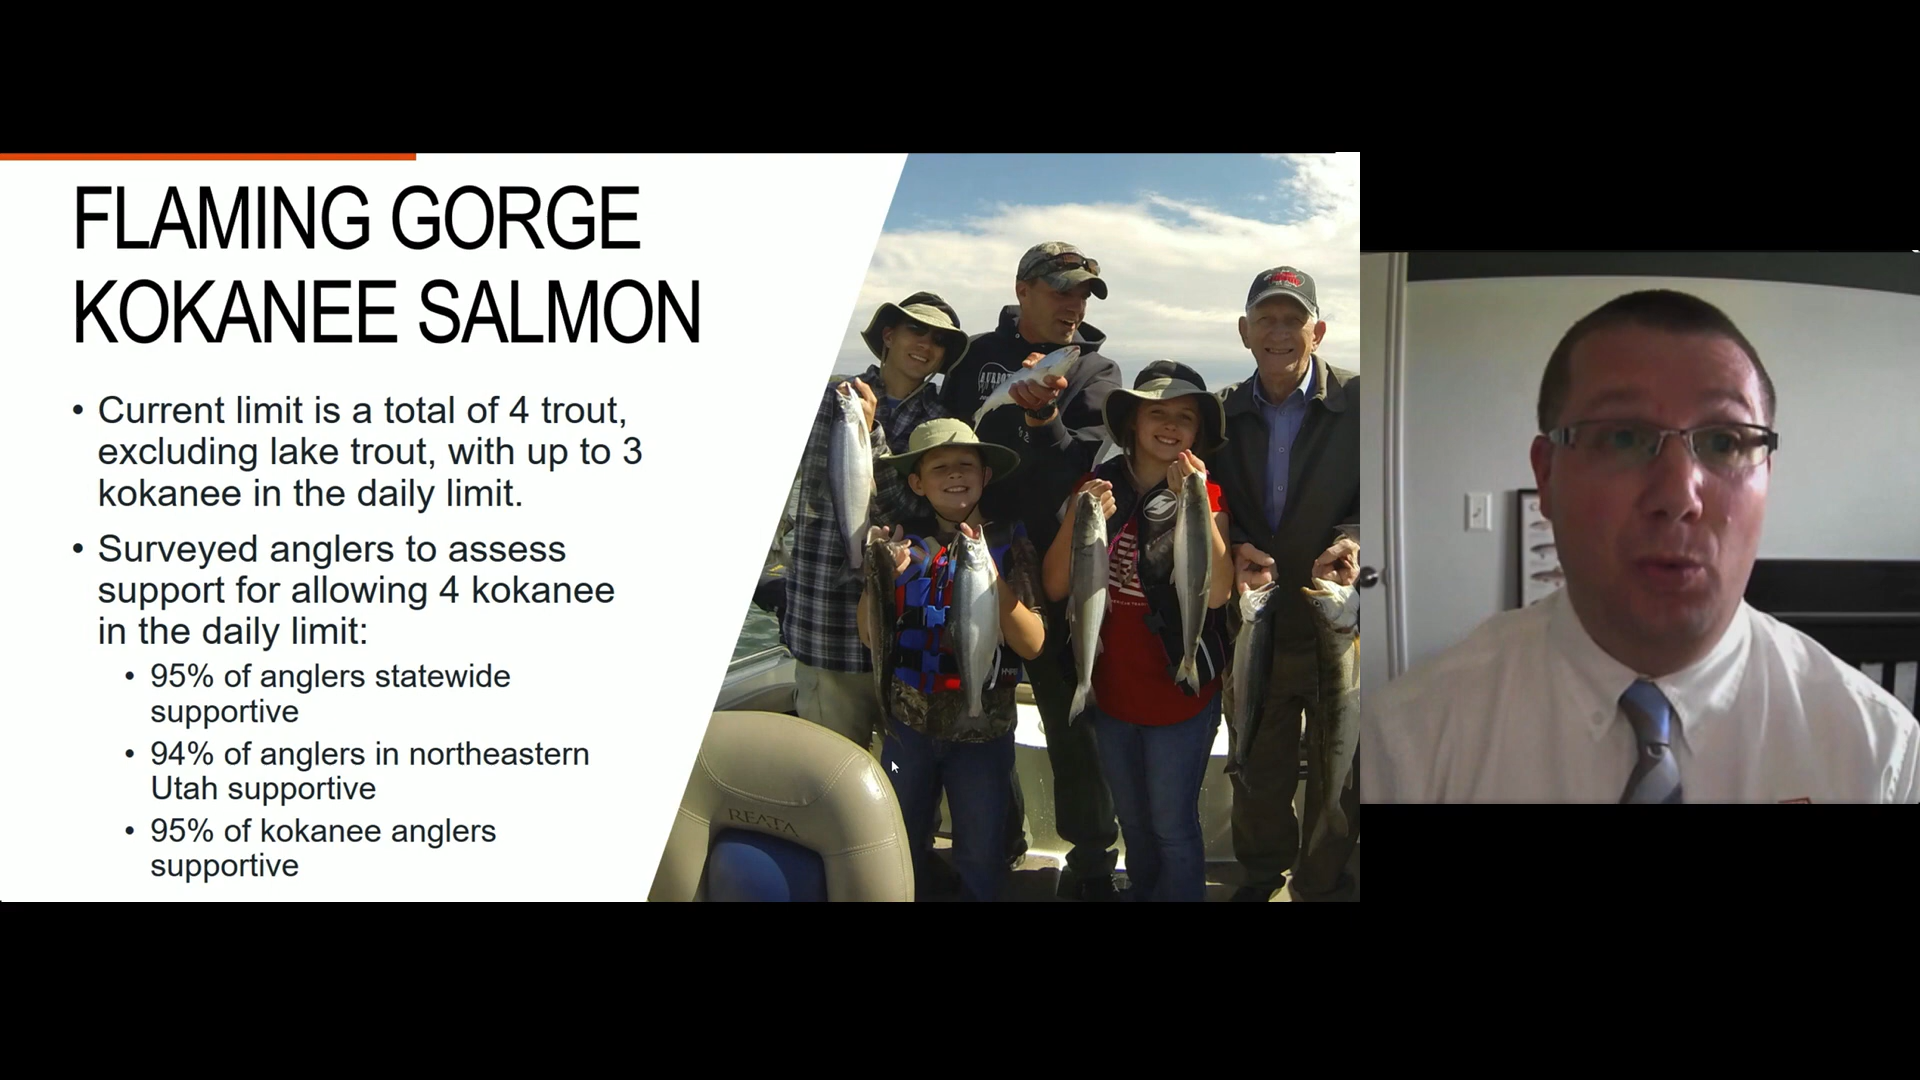 FLAMING GORGE
KOKANEE SALMON
• Current limit is a total of 4 trout,
excluding lake trout, with up to 3
kokanee in the daily limit.
• Surveyed anglers to assess
support for allowing 4 kokanee
in the daily limit:
• 95% of anglers statewide
supportive
• 94% of anglers in northeastern
Utah supportive
• 95% of kokanee anglers
supportive
REATA